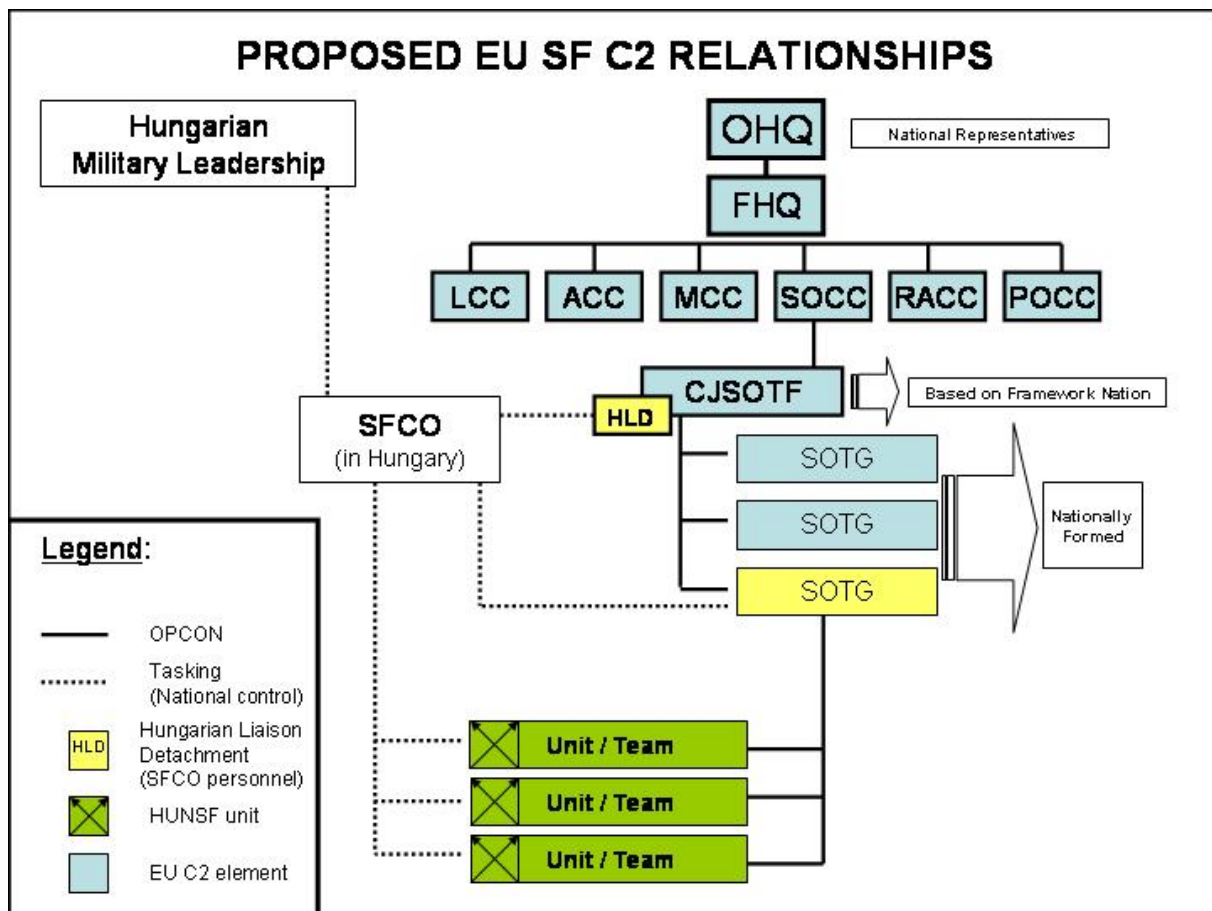 PROPOSED EU SF C2 RELATIONSHIPS
Hungarian
Military Leadership
OHQ
National Representatives
FHQ
LCC
ACC
MCC
SOCC
RACC
POCC
CJSOTF
Based on Framework Nation
HLD
SFCO
(in Hungary)
SOTG
SOTG
SOTG
Nationally
Formed
Unit / Team
Unit / Team
Unit / Team
Legend:
OPCON
Tasking
(National control)
HLD
Hungarian Liaison
Detachment
(SFCO personnel)
HUNSF unit
EU C2 element